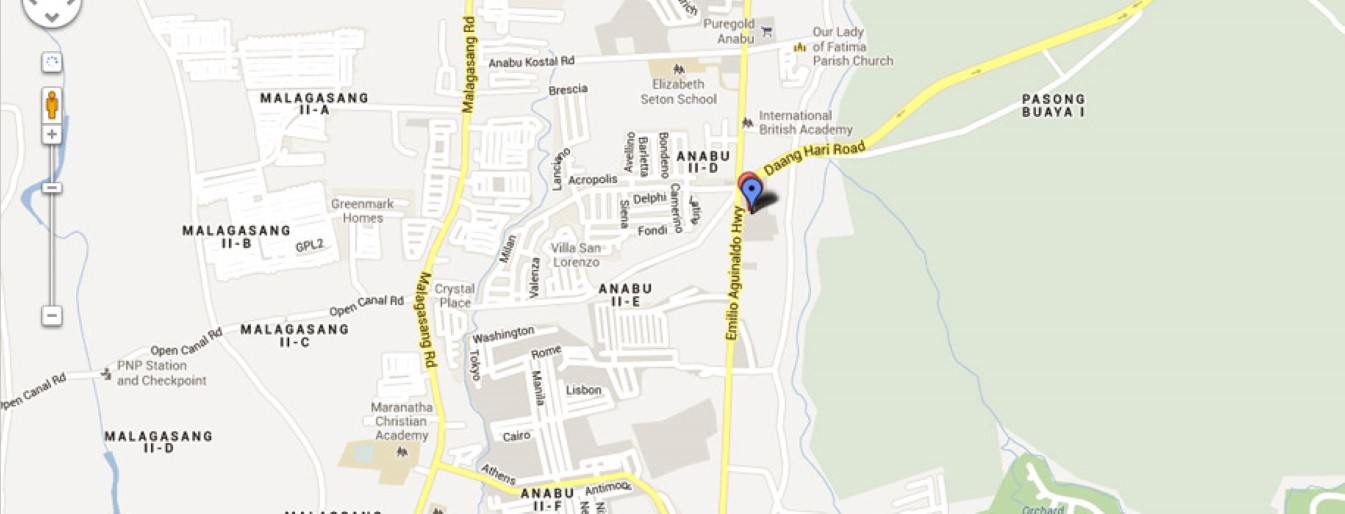 Puregold
Anabu
Our Lady
of Fatima
Parish Church
Malagasang Rd
Anabu Kostal Rd
Elizabeth
Seton School
Brescia
MALAGASANG
II-A
PASONG
BUAYA I
International
British Academy
Avellino
Barletta
Bondeno
ANABU
II-D
Daang Hari Road
Lanciano
Acropolis
Delphi
Siena
Camerino
Latina
Fondi
Greenmark
Homes
MALAGASANG
II-B
GPL2
Milan
Villa San
Lorenzo
Valenza
Emilio Aguinaldo Hwy
ANABU
II-E
Crystal
Place
Open Canal Rd
Malagasang Rd
MALAGASANG
II-C
Washington
Open Canal Rd
Rome
Tokyo
PNP Station
and Checkpoint
Open Canal Rd
Manila
Lisbon
Maranatha
Christian
Academy
Cairo
MALAGASANG
II-D
Athens
ANABU
II-F
Antimoc
MALAGSANG
Orchard